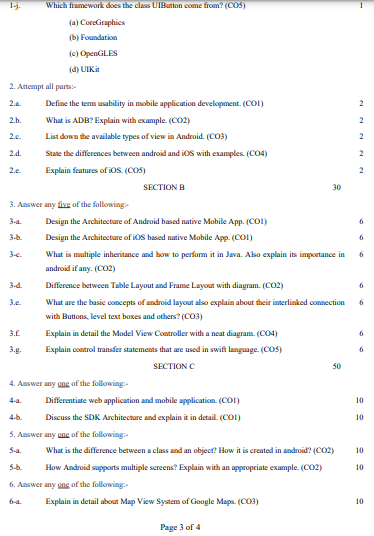 1-j. Which framework does the class UIButton come from? (CO5) 1
(a) CoreGraphics
(b) Foundation
(c) OpenGLES
(d) UIKit
2. Attempt all parts:-
2.a. Define the term usability in mobile application development. (CO1) 2
2.b. What is ADB? Explain with example. (CO2) 2
2.c. List down the available types of view in Android. (CO3) 2
2.d. State the differences between android and iOS with examples. (CO4) 2
2.e. Explain features of iOS. (CO5) 2
SECTION B 30
3. Answer any five of the following:-
3-a. Design the Architecture of Android based native Mobile App. (CO1) 6
3-b. Design the Architecture of iOS based native Mobile App. (CO1) 6
3-c. What is multiple inheritance and how to perform it in Java. Also explain its importance in 6
android if any. (CO2)
3-d. Difference between Table Layout and Frame Layout with diagram. (CO2) 6
3.e. What are the basic concepts of android layout also explain about their interlinked connection 6
with Buttons, level text boxes and others? (CO3)
3.f. Explain in detail the Model View Controller with a neat diagram. (CO4) 6
3.g. Explain control transfer statements that are used in swift language. (CO5) 6
SECTION C 50
4. Answer any one of the following:-
4-a. Differentiate web application and mobile application. (CO1) 10
4-b. Discuss the SDK Architecture and explain it in detail. (CO1) 10
5. Answer any one of the following:-
5-a. What is the difference between a class and an object? How it is created in android? (CO2) 10
5-b. How Android supports multiple screens? Explain with an appropriate example. (CO2) 10
6. Answer any one of the following:-
6-a. Explain in detail about Map View System of Google Maps. (CO3) 10
Page 3 of 4